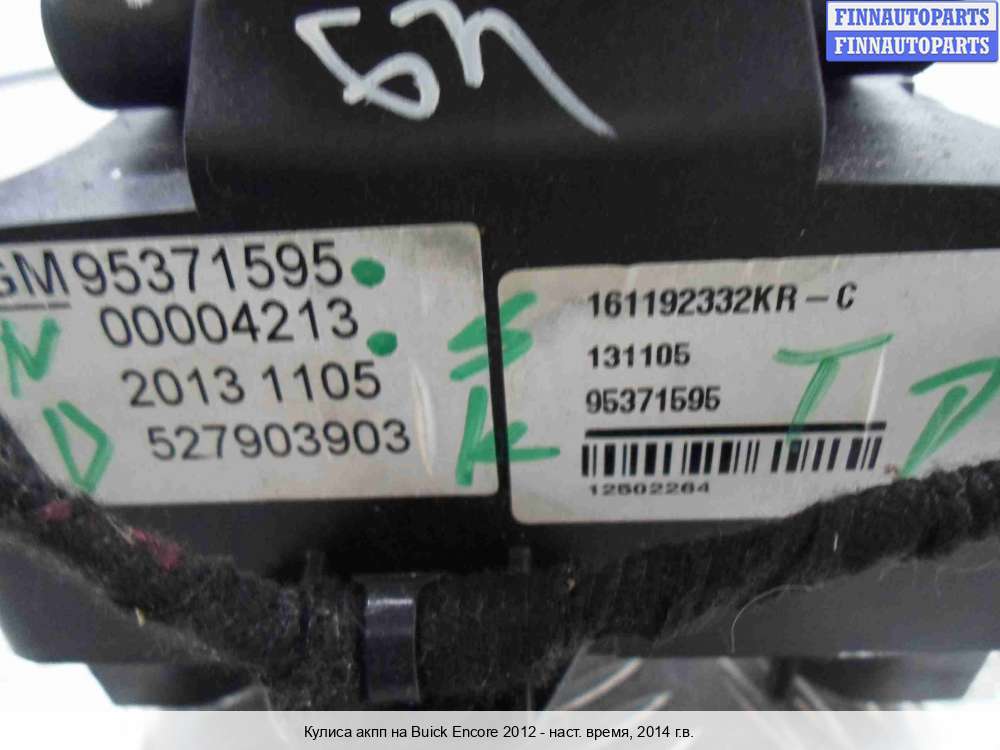 FINNAUTOPARTS
FINNAUTOPARTS
GM95371595
00004213
2013 1105
527903903
N
D
S
K
161192332KR-C
131105
95371595
12502264
T
D
Кулиса акпп на Buick Encore 2012 - наст. время, 2014 г.в.